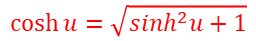 cosh u = √(sinh²u + 1)